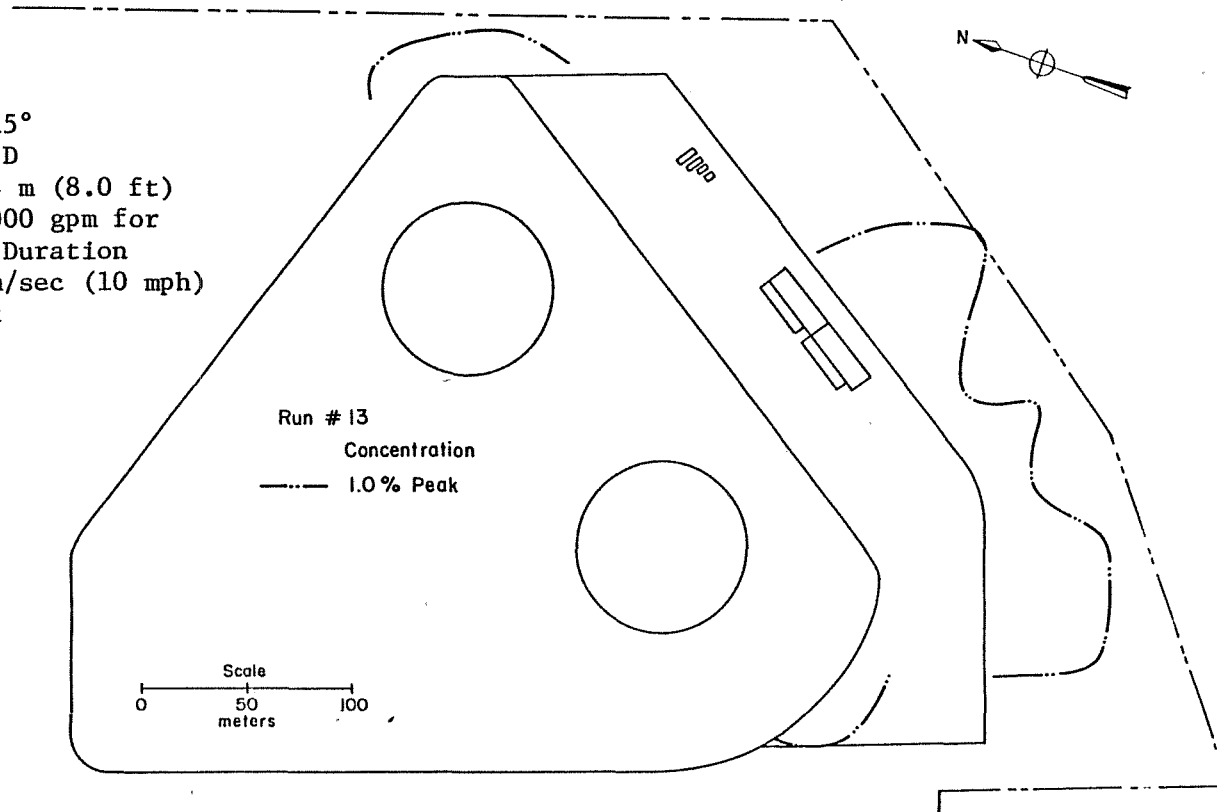 N
5°
D
m (8.0 ft)
000 gpm for
Duration
m/sec (10 mph)
Run # 13
Concentration
1.0 % Peak
Scale
0 50 100
meters